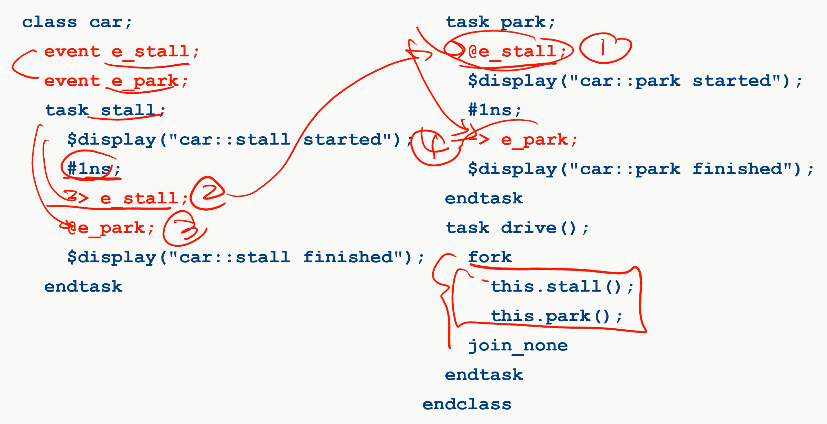 class car;
event e_stall;
event e_park;
task stall;
$display("car::stall started");
#1ns;
-> e_stall; 2
@e_park; 3
$display("car::stall finished");
endtask
task park;
@e_stall; 1
$display("car::park started");
#1ns;
4 -> e_park;
$display("car::park finished");
endtask
task drive();
fork
this.stall();
this.park();
join_none
endtask
endclass